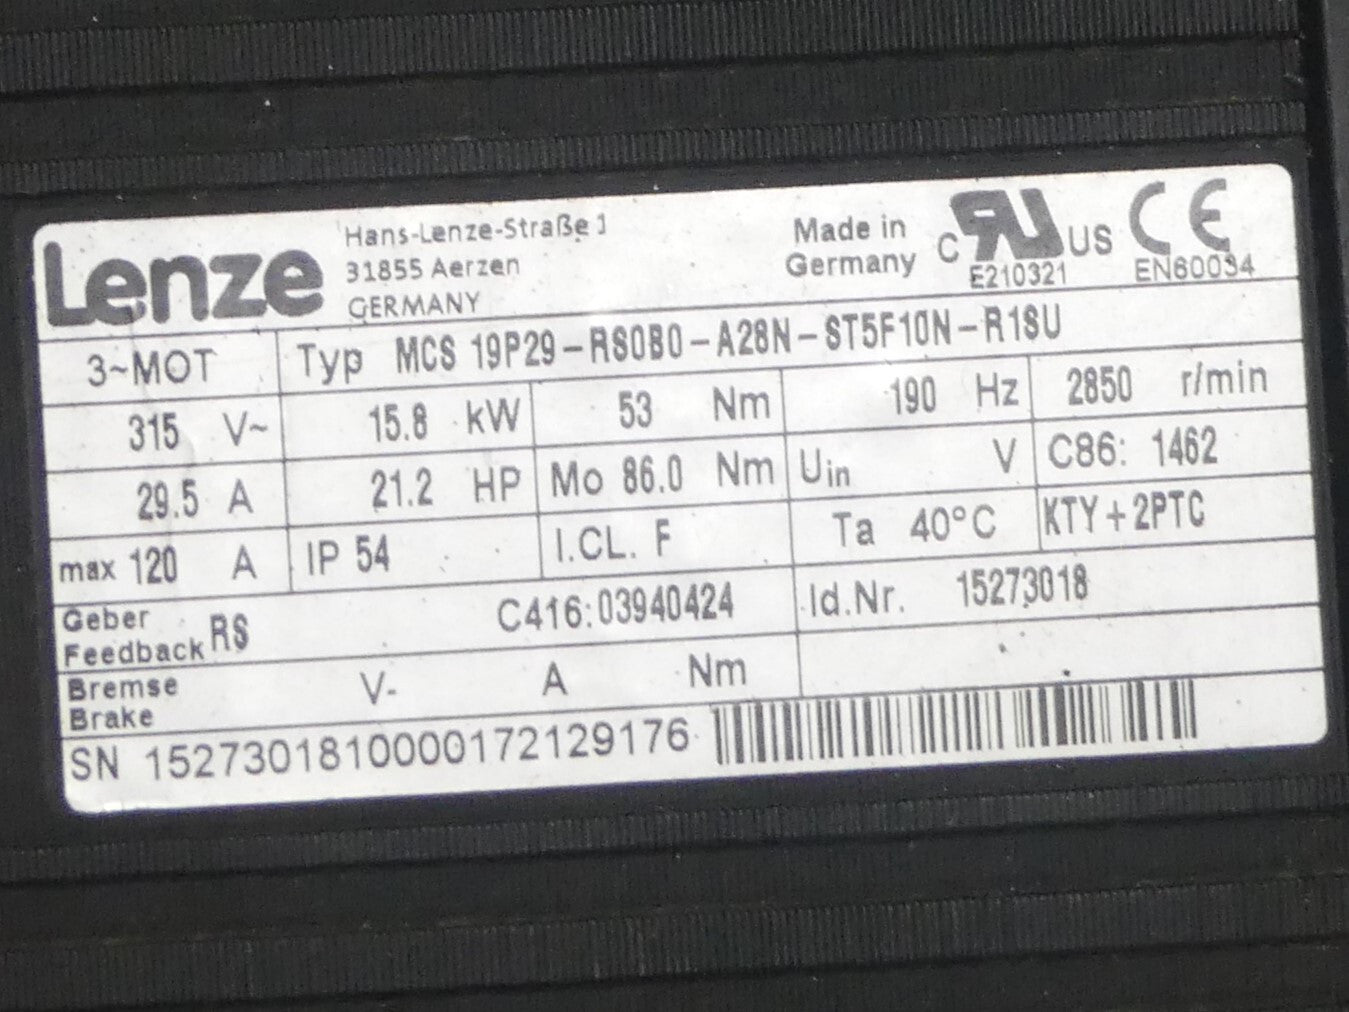 Lenze
Hans-Lenze-Straße 1
31855 Aerzen
GERMANY
Made in
Germany
c RU US
E210321
CE
EN60034
3~MOT Typ MCS 19P29-RS0B0-A28N-ST5F10N-R1SU
315 V~ 15.8 kW 53 Nm 190 Hz 2850 r/min
29.5 A 21.2 HP Mo 86.0 Nm Uin V C86: 1462
max 120 A IP 54 I.CL. F Ta 40°C KTY+2PTC
Geber
Feedback RS C416:03940424 Id.Nr. 15273018
Bremse
Brake V- A Nm
SN 1527301810000172129176